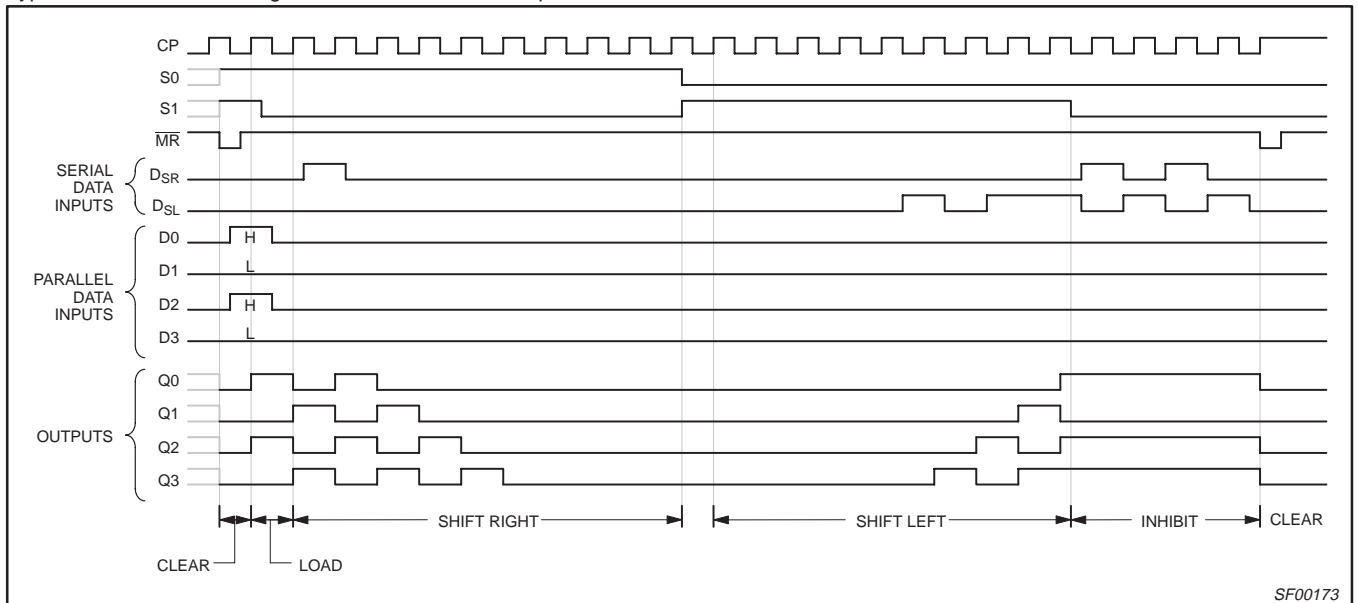 CP
S0
S1
MR
SERIAL
DATA
INPUTS
DSR
DSL
PARALLEL
DATA
INPUTS
D0
H
D1
L
D2
H
D3
L
OUTPUTS
Q0
Q1
Q2
Q3
SHIFT RIGHT
SHIFT LEFT
INHIBIT
CLEAR
CLEAR
LOAD
SF00173